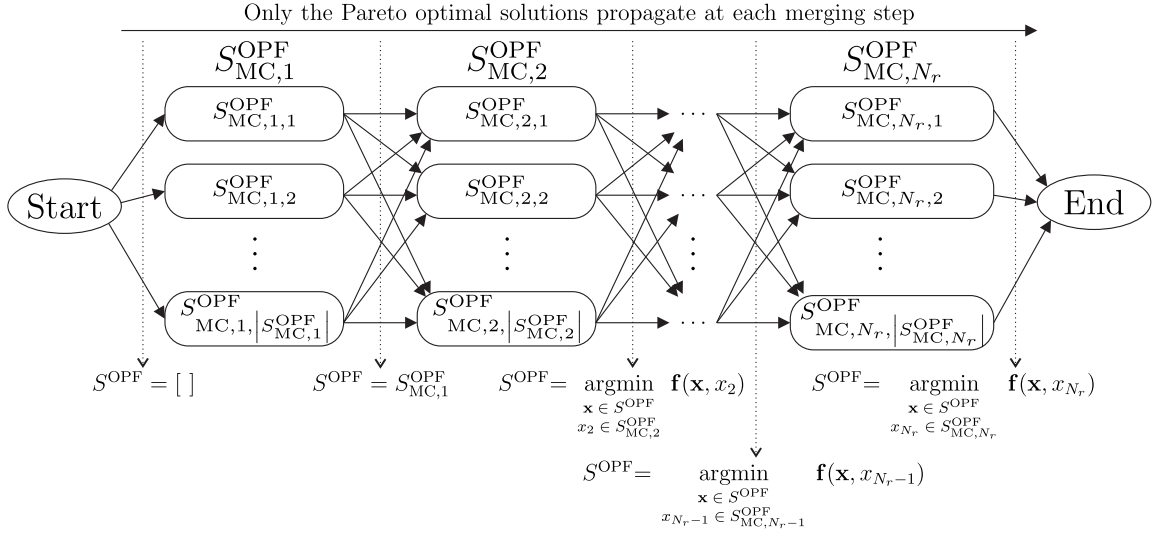 Only the Pareto optimal solutions propagate at each merging step
S^OPF_MC,1 S^OPF_MC,2 S^OPF_MC,N_r
S^OPF_MC,1,1 S^OPF_MC,2,1 ··· S^OPF_MC,N_r,1
Start S^OPF_MC,1,2 S^OPF_MC,2,2 ··· S^OPF_MC,N_r,2 End
⋮ ⋮ ⋮ ⋮
S^OPF_MC,1,|S^OPF_MC,1| S^OPF_MC,2,|S^OPF_MC,2| ··· S^OPF_MC,N_r,|S^OPF_MC,N_r|
S^OPF = [ ] S^OPF = S^OPF_MC,1 S^OPF = argmin f(x, x_2) S^OPF = argmin f(x, x_N_r)
x ∈ S^OPF x ∈ S^OPF
x_2 ∈ S^OPF_MC,2 x_N_r ∈ S^OPF_MC,N_r
S^OPF = argmin f(x, x_N_r−1)
x ∈ S^OPF
x_N_r−1 ∈ S^OPF_MC,N_r−1